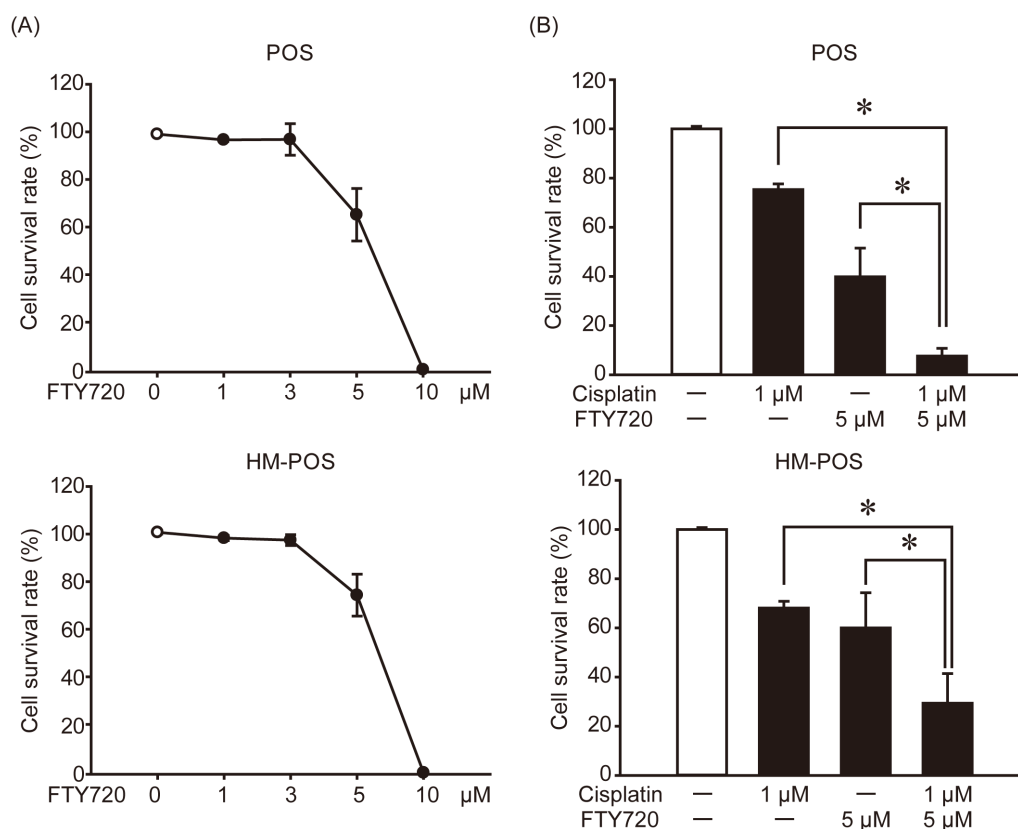 (A)
POS
Cell survival rate (%)
120
100
80
60
40
20
0
FTY720 0 1 3 5 10 µM
HM-POS
Cell survival rate (%)
120
100
80
60
40
20
0
FTY720 0 1 3 5 10 µM
(B)
POS
Cell survival rate (%)
120
100
80
60
40
20
0
*
*
Cisplatin — 1 µM — 1 µM
FTY720 — — 5 µM 5 µM
HM-POS
Cell survival rate (%)
120
100
80
60
40
20
0
*
*
Cisplatin — 1 µM — 1 µM
FTY720 — — 5 µM 5 µM